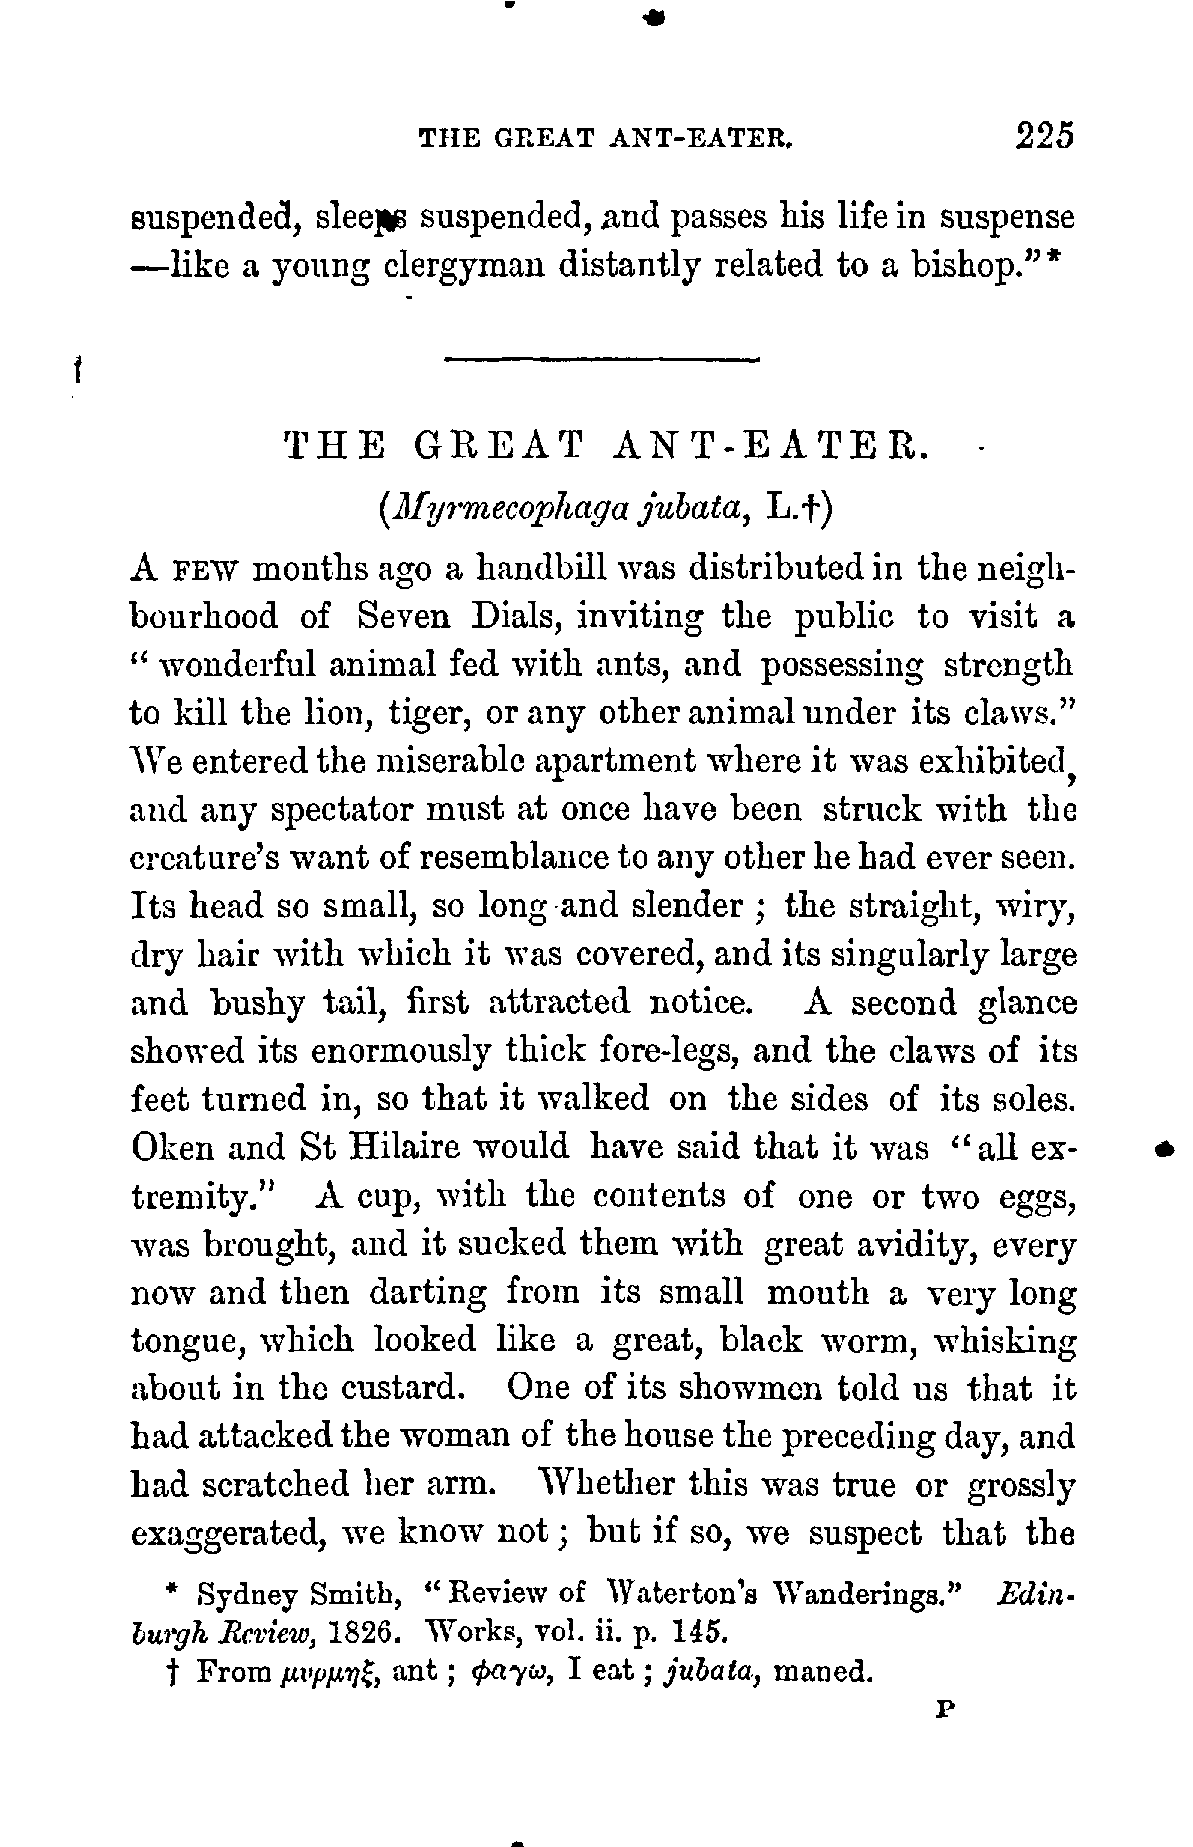 THE GREAT ANT-EATER. 225
suspended, sleeps suspended, and passes his life in suspense
—like a young clergyman distantly related to a bishop."*
THE GREAT ANT-EATER.
(Myrmecophaga jubata, L.†)
A FEW months ago a handbill was distributed in the neigh-
bourhood of Seven Dials, inviting the public to visit a
"wonderful animal fed with ants, and possessing strength
to kill the lion, tiger, or any other animal under its claws."
We entered the miserable apartment where it was exhibited,
and any spectator must at once have been struck with the
creature's want of resemblance to any other he had ever seen.
Its head so small, so long and slender; the straight, wiry,
dry hair with which it was covered, and its singularly large
and bushy tail, first attracted notice. A second glance
showed its enormously thick fore-legs, and the claws of its
feet turned in, so that it walked on the sides of its soles.
Oken and St Hilaire would have said that it was "all ex-
tremity." A cup, with the contents of one or two eggs,
was brought, and it sucked them with great avidity, every
now and then darting from its small mouth a very long
tongue, which looked like a great, black worm, whisking
about in the custard. One of its showmen told us that it
had attacked the woman of the house the preceding day, and
had scratched her arm. Whether this was true or grossly
exaggerated, we know not; but if so, we suspect that the
* Sydney Smith, "Review of Waterton's Wanderings." Edin-
burgh Review, 1826. Works, vol. ii. p. 145.
† From μυρμηξ, ant; φαγω, I eat; jubata, maned.
P